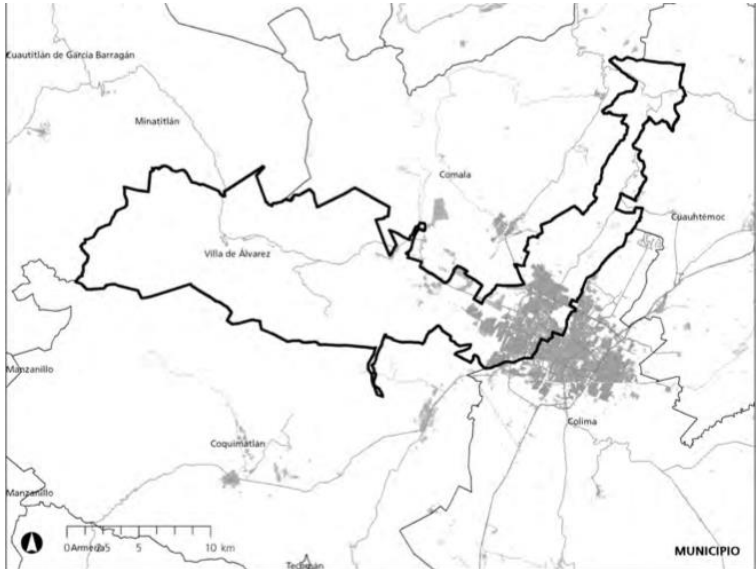 Cuautitlán de García Barragán
Minatitlán
Comala
Cuauhtémoc
Villa de Álvarez
Manzanillo
Colima
Coquimatlán
Manzanillo
0 2.5 5 10 km
Armería
MUNICIPIO
Tecomán